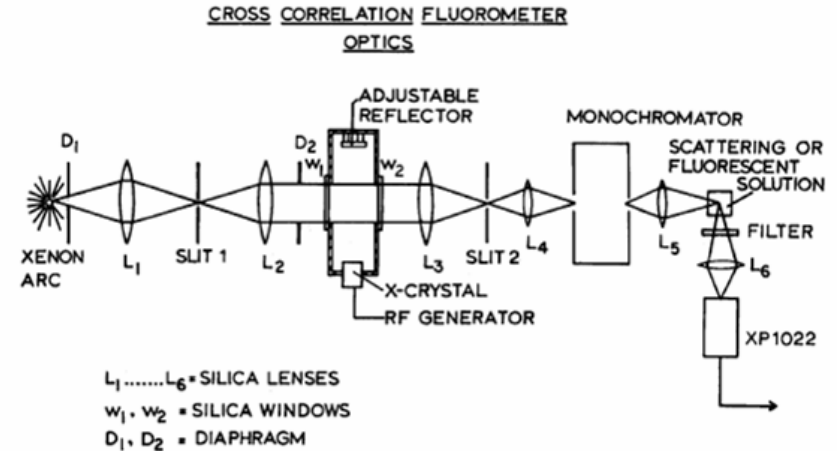 CROSS CORRELATION FLUOROMETER
OPTICS
ADJUSTABLE
REFLECTOR
MONOCHROMATOR
SCATTERING OR
FLUORESCENT
SOLUTION
D1
D2
W1
W2
XENON
ARC
L1
SLIT 1
L2
L3
SLIT 2
L4
L5
FILTER
L6
X-CRYSTAL
RF GENERATOR
XP1022
L1.......L6=SILICA LENSES
W1, W2 = SILICA WINDOWS
D1, D2 = DIAPHRAGM